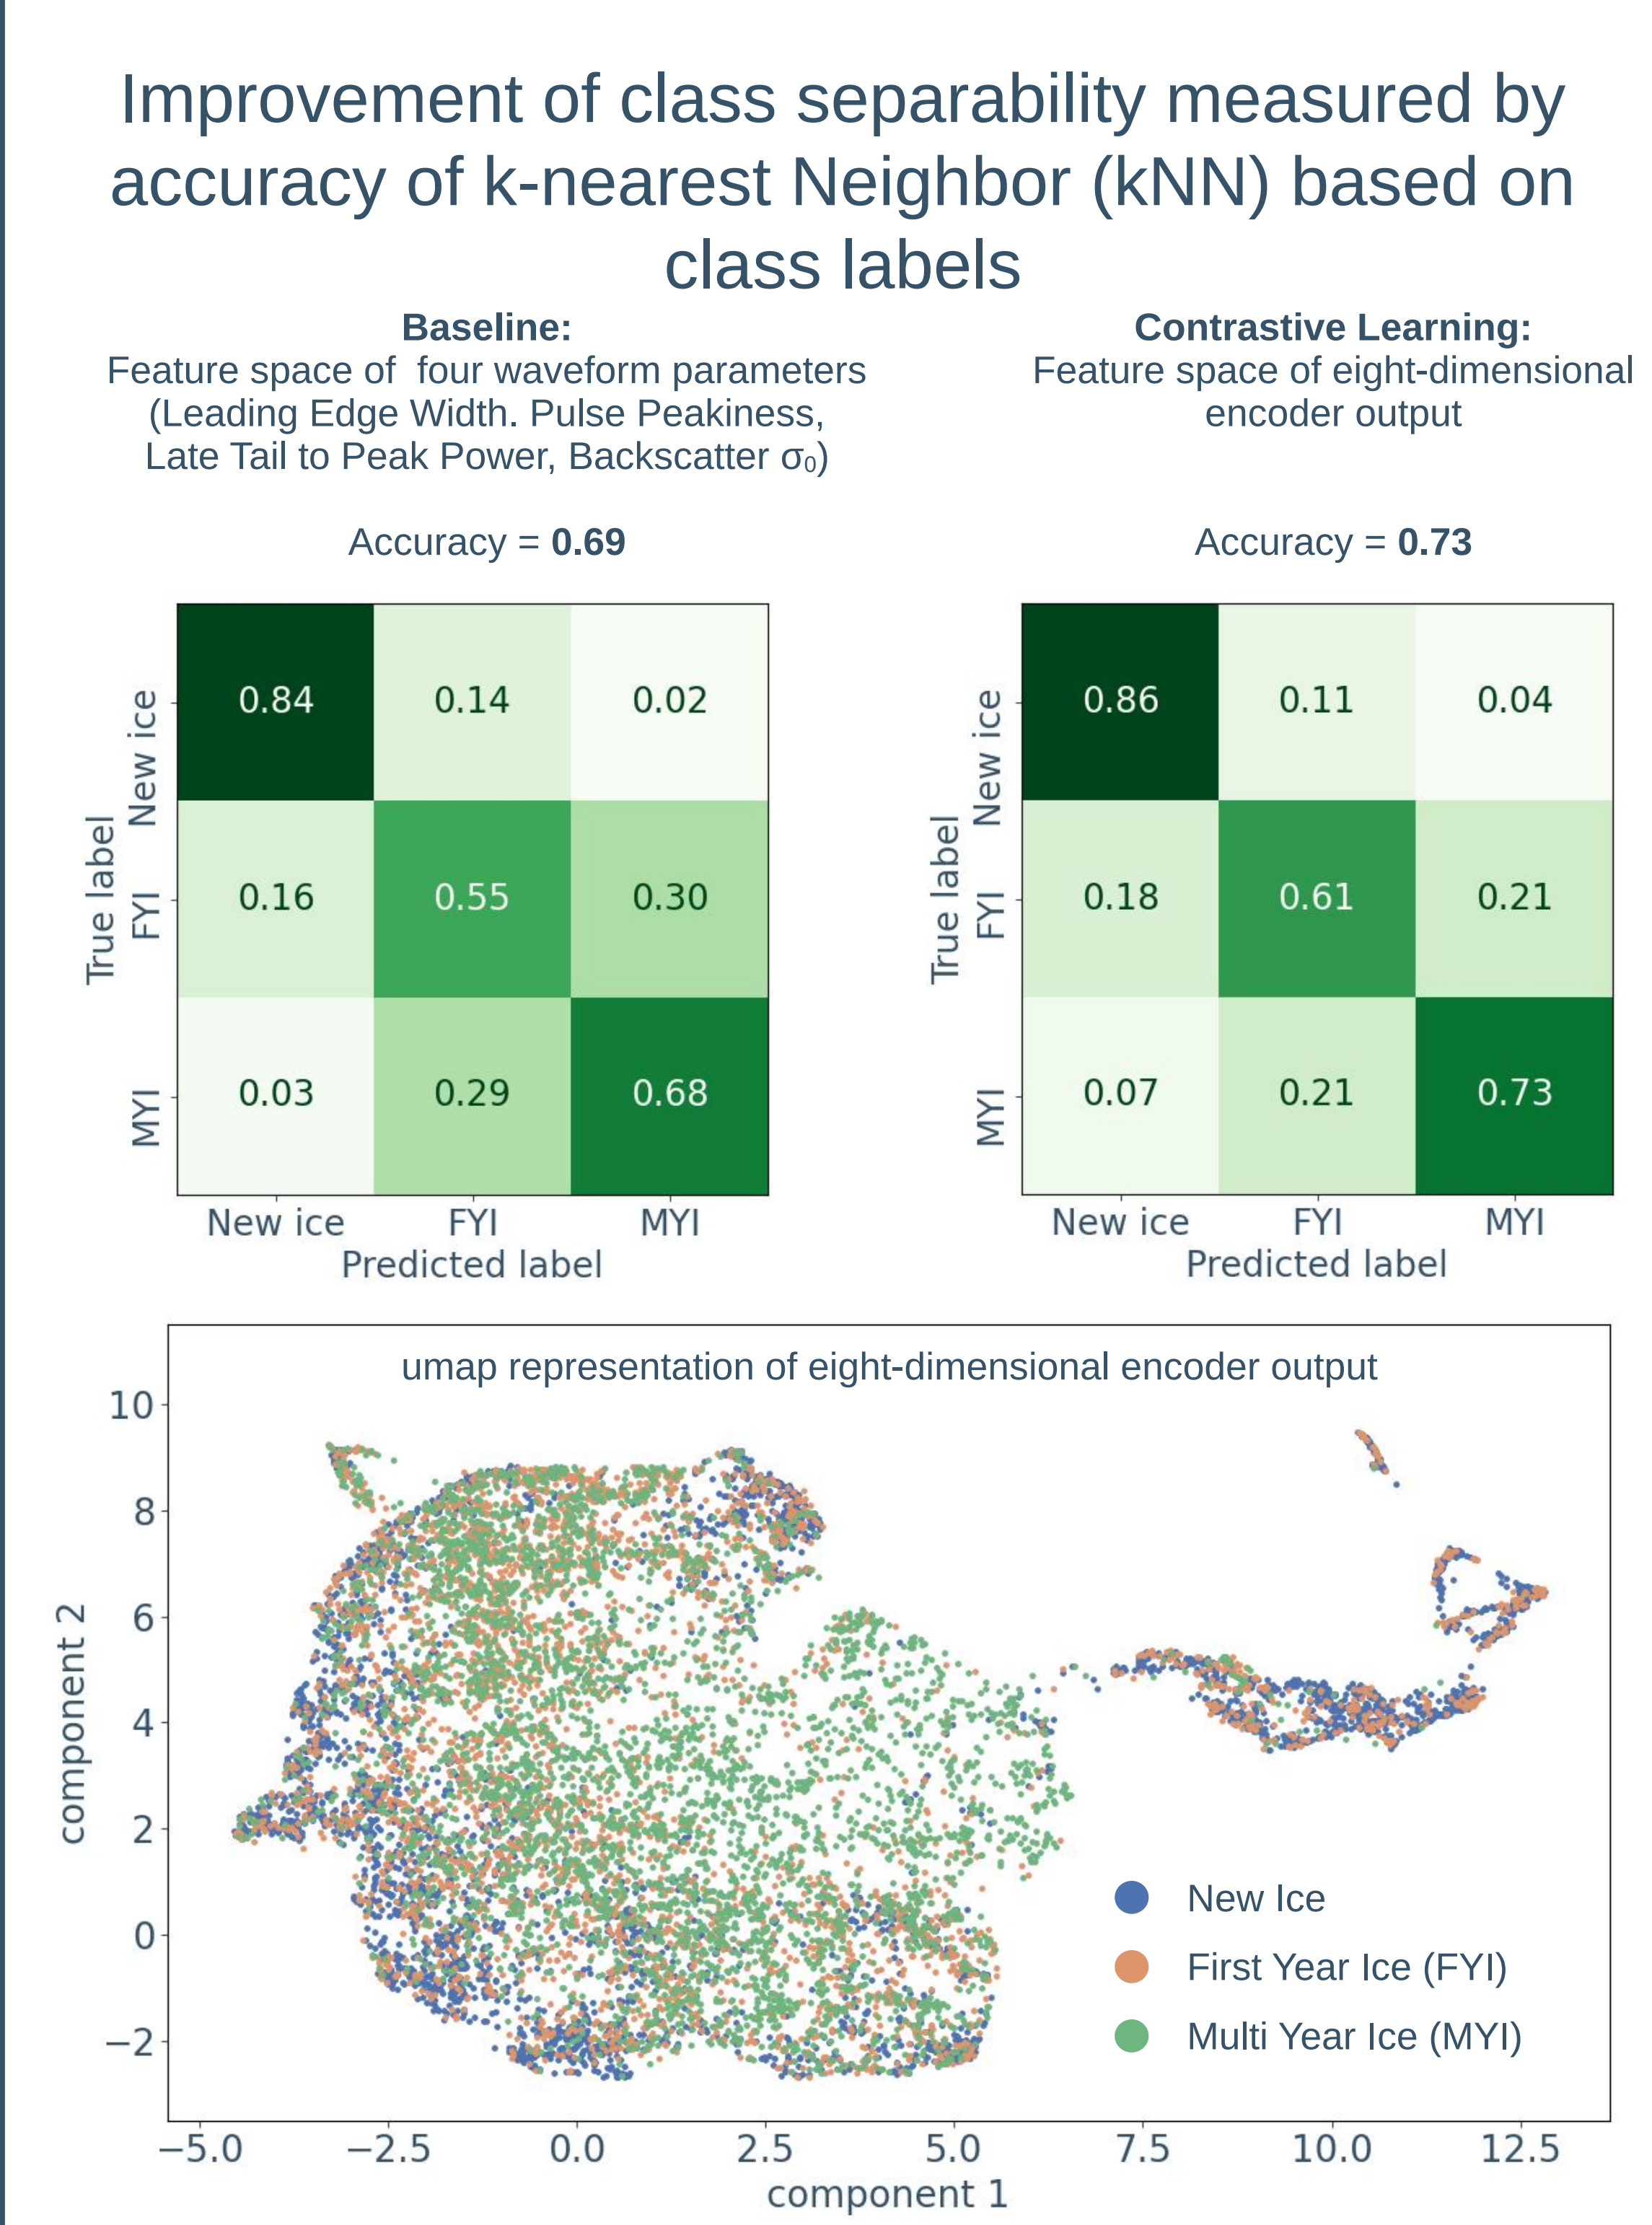 Improvement of class separability measured by
accuracy of k-nearest Neighbor (kNN) based on
class labels
Baseline:
Feature space of  four waveform parameters
(Leading Edge Width. Pulse Peakiness,
Late Tail to Peak Power, Backscatter σ₀)
Accuracy = 0.69
True label
New ice
FYI
MYI
0.84 0.14 0.02
0.16 0.55 0.30
0.03 0.29 0.68
New ice FYI MYI
Predicted label
Contrastive Learning:
Feature space of eight-dimensional
encoder output
Accuracy = 0.73
True label
New ice
FYI
MYI
0.86 0.11 0.04
0.18 0.61 0.21
0.07 0.21 0.73
New ice FYI MYI
Predicted label
umap representation of eight-dimensional encoder output
component 2
10
8
6
4
2
0
−2
New Ice
First Year Ice (FYI)
Multi Year Ice (MYI)
−5.0 −2.5 0.0 2.5 5.0 7.5 10.0 12.5
component 1